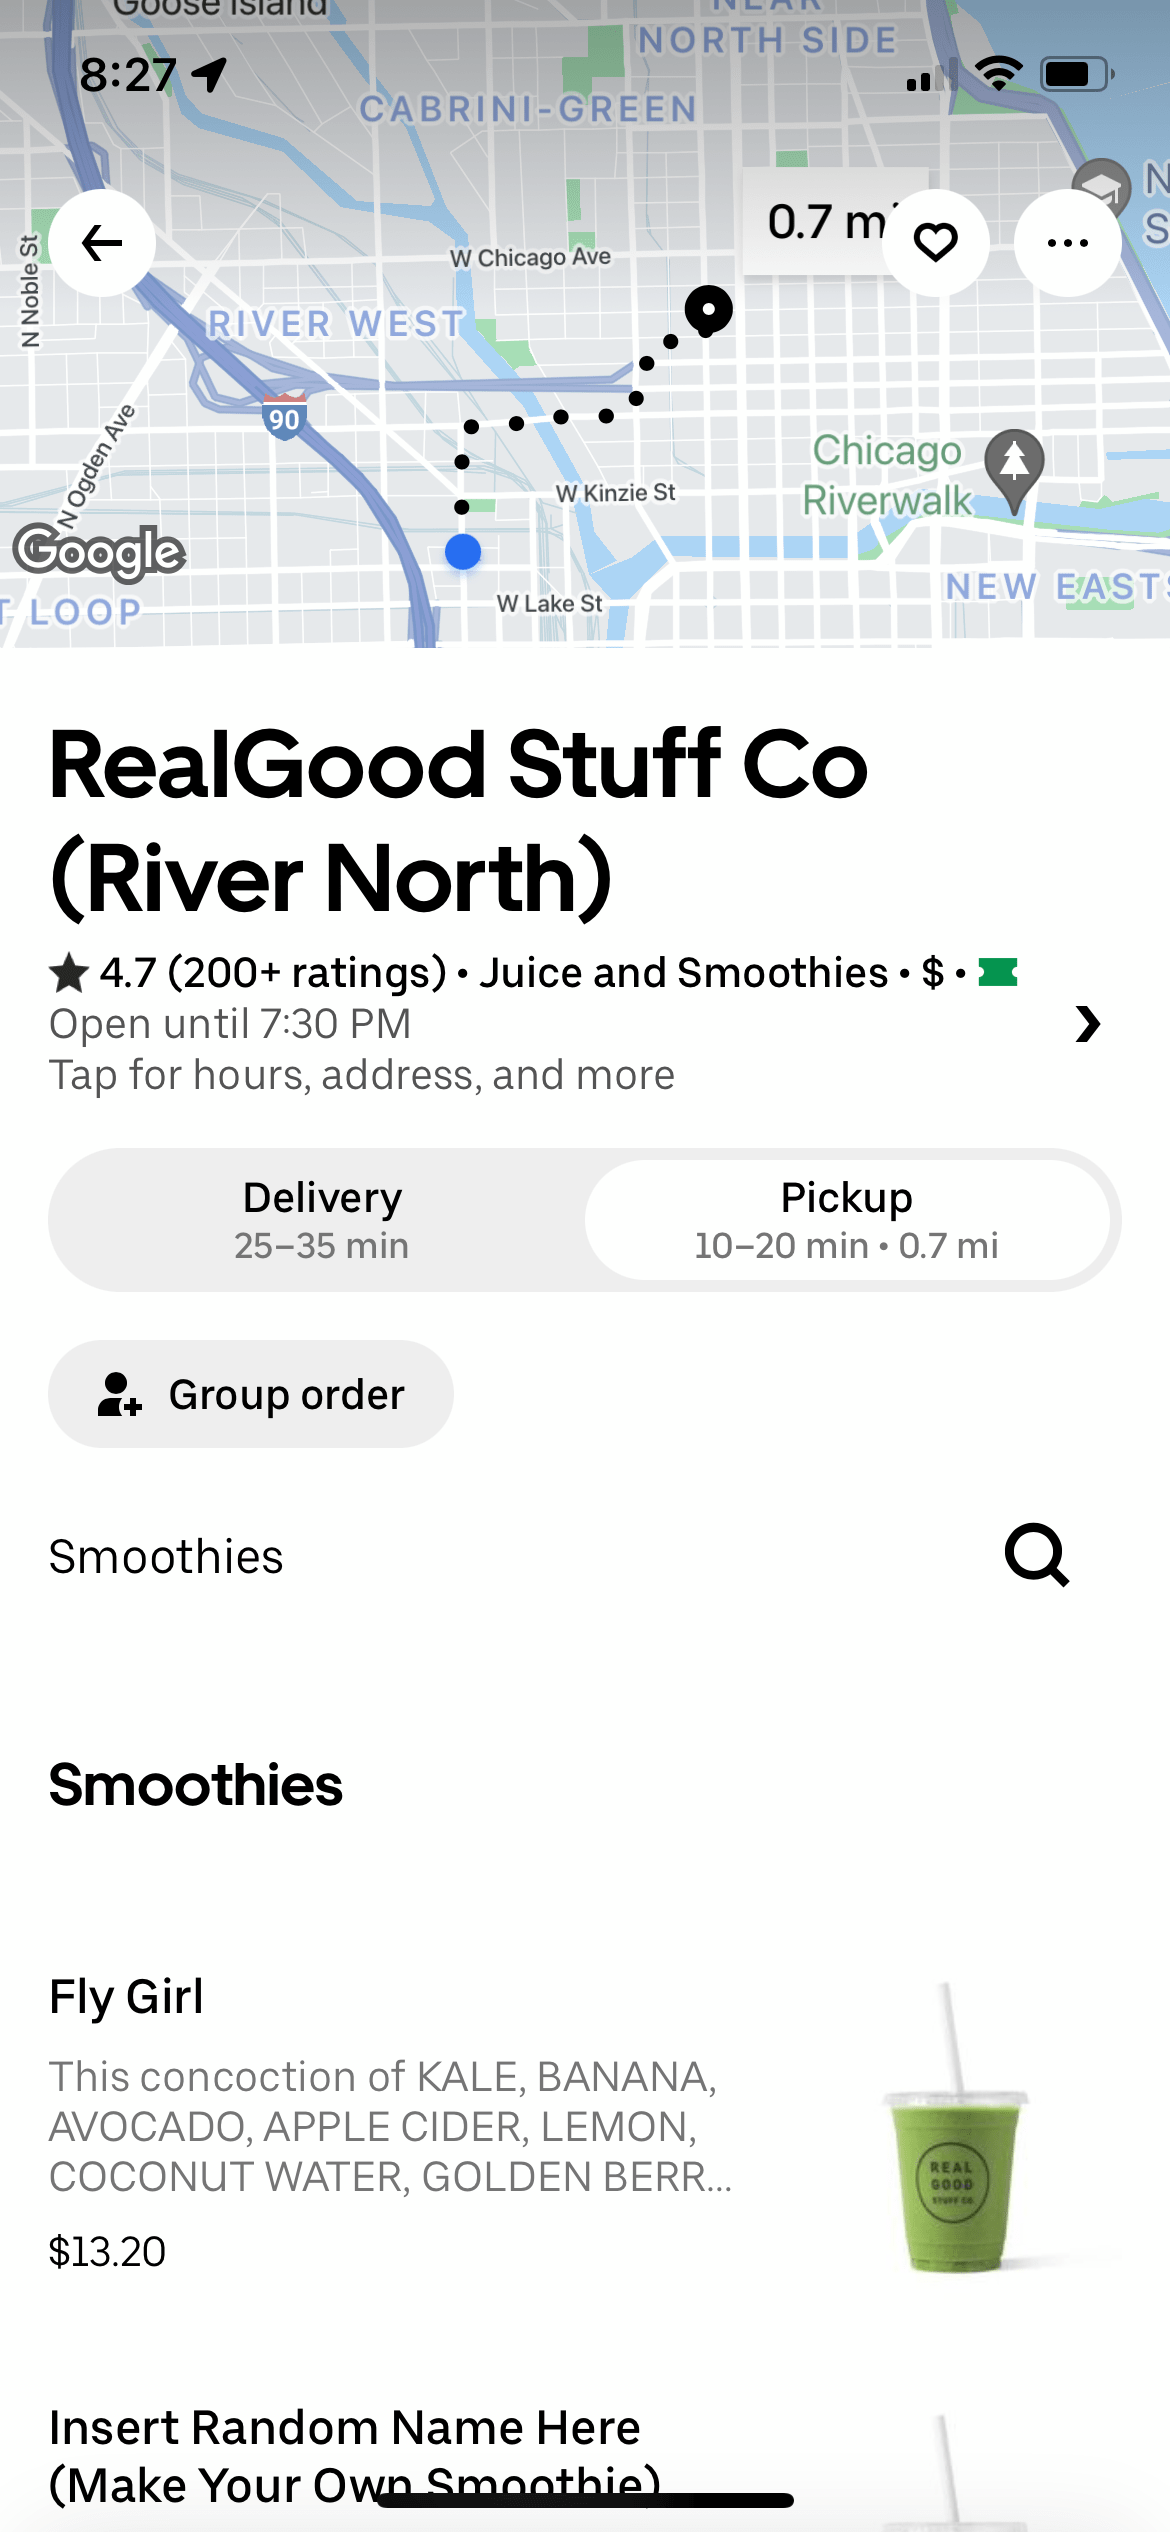 Goose Island
NEAR
NORTH SIDE
8:27
CABRINI-GREEN
0.7 mi
N
S
W Chicago Ave
N Noble St
RIVER WEST
90
N Ogden Ave
Chicago
Riverwalk
W Kinzie St
Google
NEW EASTS
W Lake St
T LOOP
RealGood Stuff Co
(River North)
4.7 (200+ ratings) • Juice and Smoothies • $ •
Open until 7:30 PM
Tap for hours, address, and more
Delivery
Pickup
25–35 min
10–20 min • 0.7 mi
Group order
Smoothies
Smoothies
Fly Girl
This concoction of KALE, BANANA,
AVOCADO, APPLE CIDER, LEMON,
COCONUT WATER, GOLDEN BERR...
REAL
GOOD
STUFF CO.
$13.20
Insert Random Name Here
(Make Your Own Smoothie)